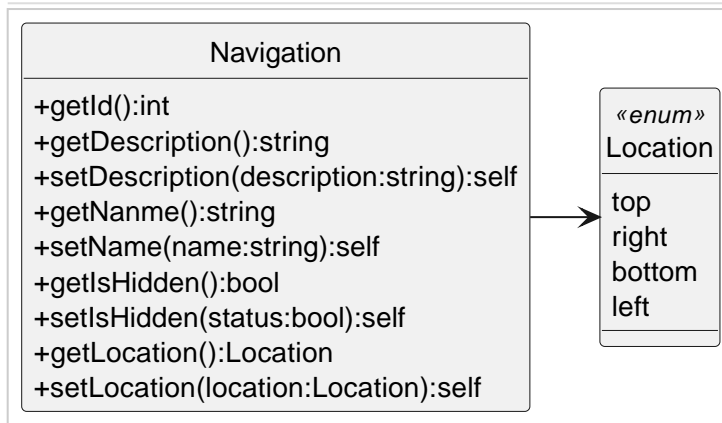 Navigation
+getId():int
+getDescription():string
+setDescription(description:string):self
+getNanme():string
+setName(name:string):self
+getIsHidden():bool
+setIsHidden(status:bool):self
+getLocation():Location
+setLocation(location:Location):self
«enum»
Location
top
right
bottom
left